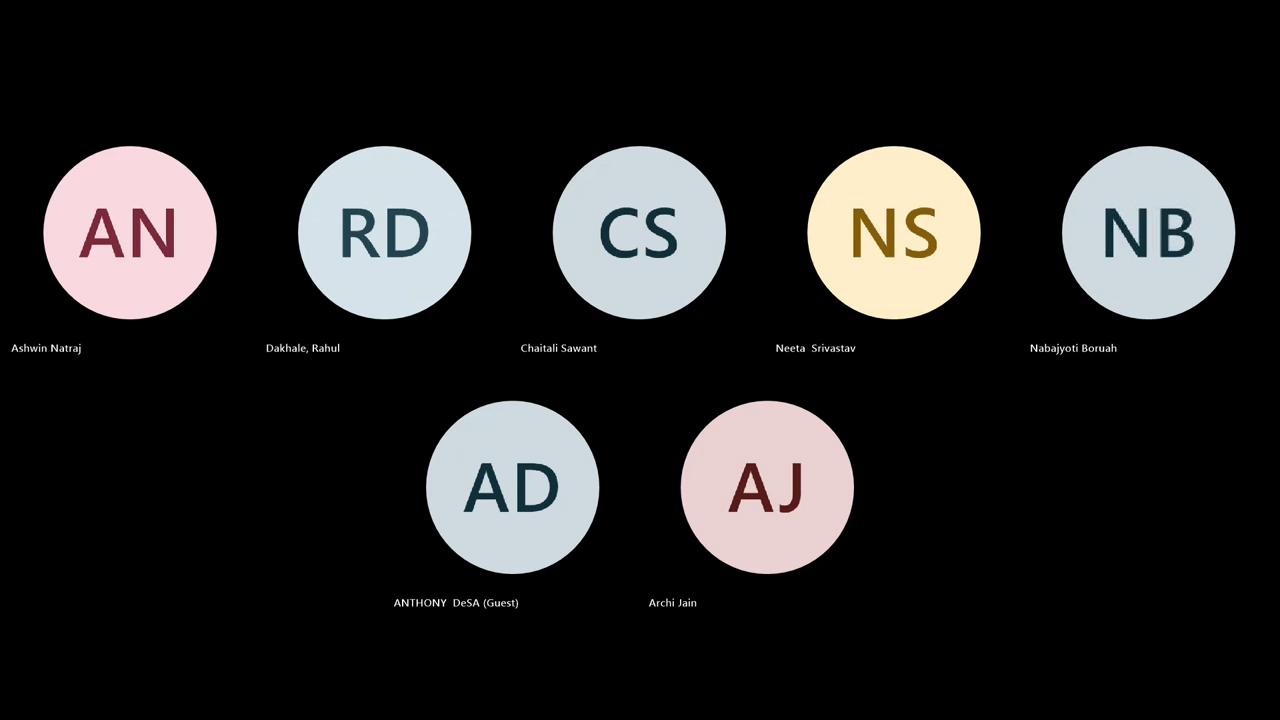 AN
RD
CS
NS
NB
Ashwin Natraj
Dakhale, Rahul
Chaitali Sawant
Neeta  Srivastav
Nabajyoti Boruah
AD
AJ
ANTHONY  DeSA (Guest)
Archi Jain